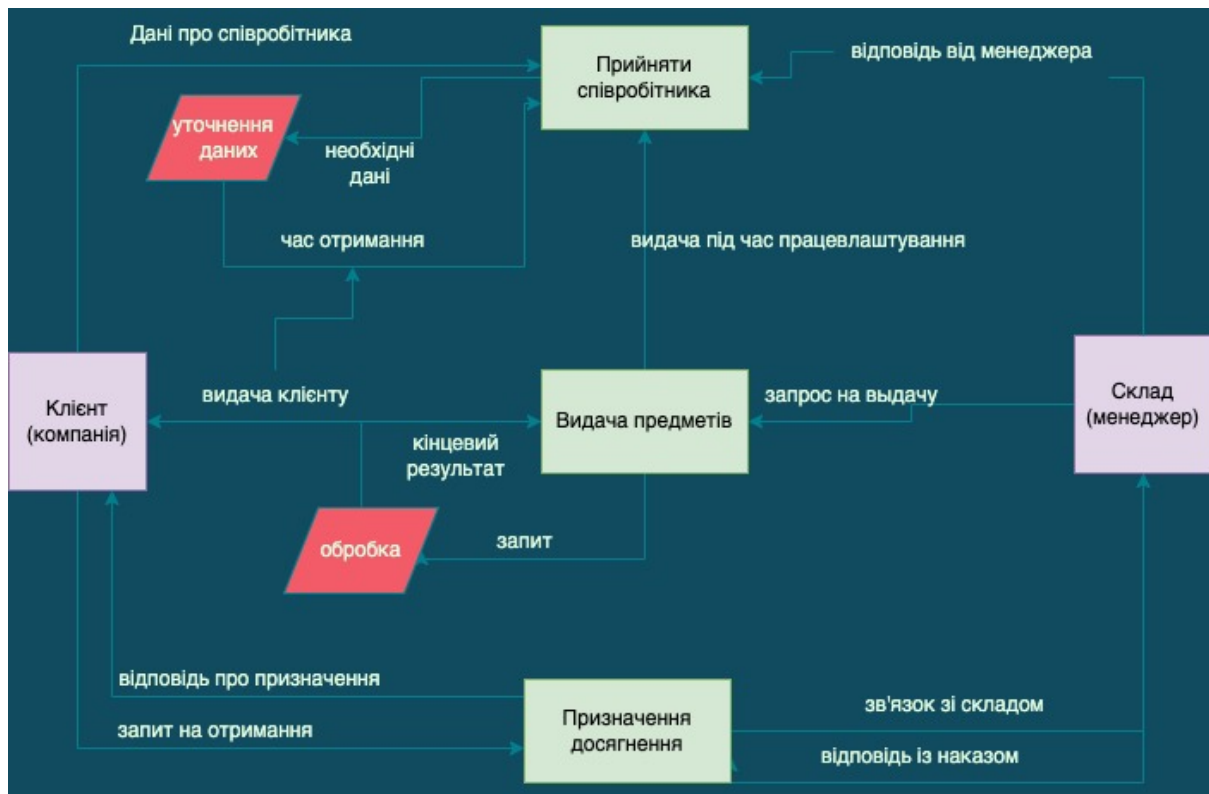 Дані про співробітника
Прийняти
співробітника
відповідь від менеджера
уточнення
даних
необхідні
дані
час отримання
видача під час працевлаштування
Клієнт
(компанія)
видача клієнту
кінцевий
результат
Видача предметів
запрос на выдачу
Склад
(менеджер)
обробка
запит
відповідь про призначення
запит на отримання
Призначення
досягнення
зв'язок зі складом
відповідь із наказом